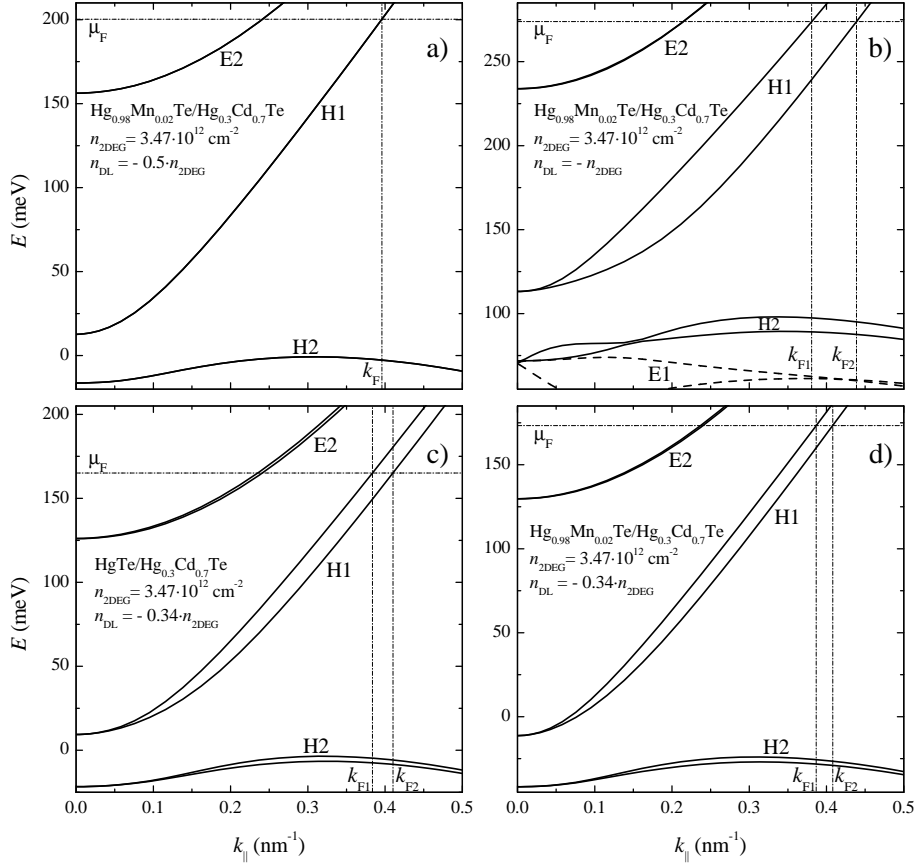 200
150
100
50
0
E (meV)
μF
E2
H1
H2
kF
a)
Hg0.98Mn0.02Te/Hg0.3Cd0.7Te
n2DEG= 3.47·10^12 cm^-2
nDL = - 0.5·n2DEG
250
200
150
100
μF
E2
H1
H2
E1
kF1
kF2
b)
Hg0.98Mn0.02Te/Hg0.3Cd0.7Te
n2DEG= 3.47·10^12 cm^-2
nDL = - n2DEG
200
150
100
50
0
E (meV)
μF
E2
H1
H2
kF1
kF2
c)
HgTe/Hg0.3Cd0.7Te
n2DEG= 3.47·10^12 cm^-2
nDL = - 0.34·n2DEG
0.0 0.1 0.2 0.3 0.4 0.5
k|| (nm^-1)
150
100
50
0
μF
E2
H1
H2
kF1
kF2
d)
Hg0.98Mn0.02Te/Hg0.3Cd0.7Te
n2DEG= 3.47·10^12 cm^-2
nDL = - 0.34·n2DEG
0.0 0.1 0.2 0.3 0.4 0.5
k|| (nm^-1)